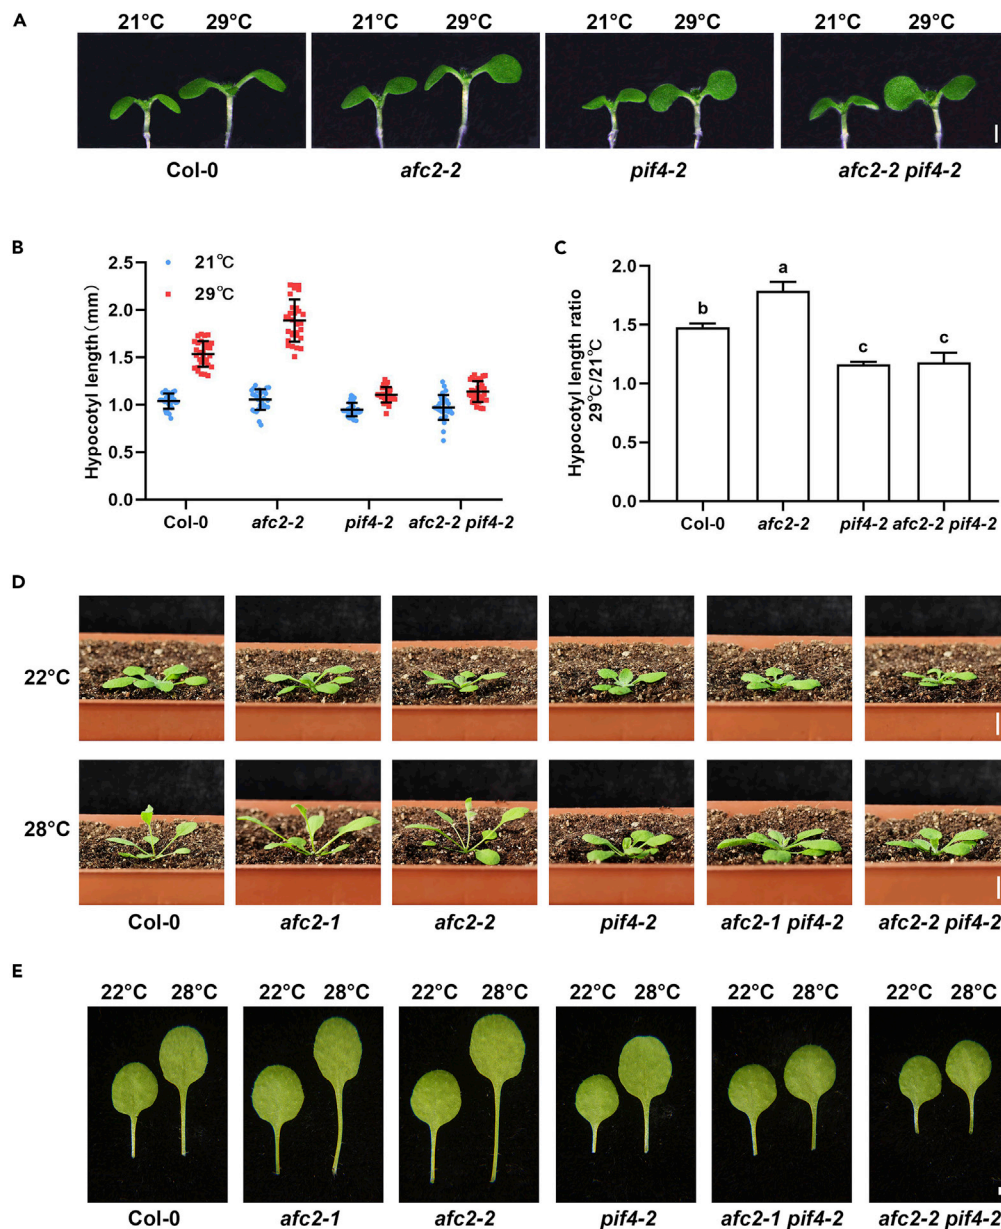 A
21°C 29°C 21°C 29°C 21°C 29°C 21°C 29°C
Col-0 afc2-2 pif4-2 afc2-2 pif4-2
B
Hypocotyl length (mm)
2.5
2.0
1.5
1.0
0.5
0.0
21℃
29℃
Col-0 afc2-2 pif4-2 afc2-2 pif4-2
C
Hypocotyl length ratio
29℃/21℃
2.0
1.5
1.0
0.5
0.0
b a c c
Col-0 afc2-2 pif4-2 afc2-2 pif4-2
D
22°C
28°C
Col-0 afc2-1 afc2-2 pif4-2 afc2-1 pif4-2 afc2-2 pif4-2
E
22°C 28°C 22°C 28°C 22°C 28°C 22°C 28°C 22°C 28°C 22°C 28°C
Col-0 afc2-1 afc2-2 pif4-2 afc2-1 pif4-2 afc2-2 pif4-2